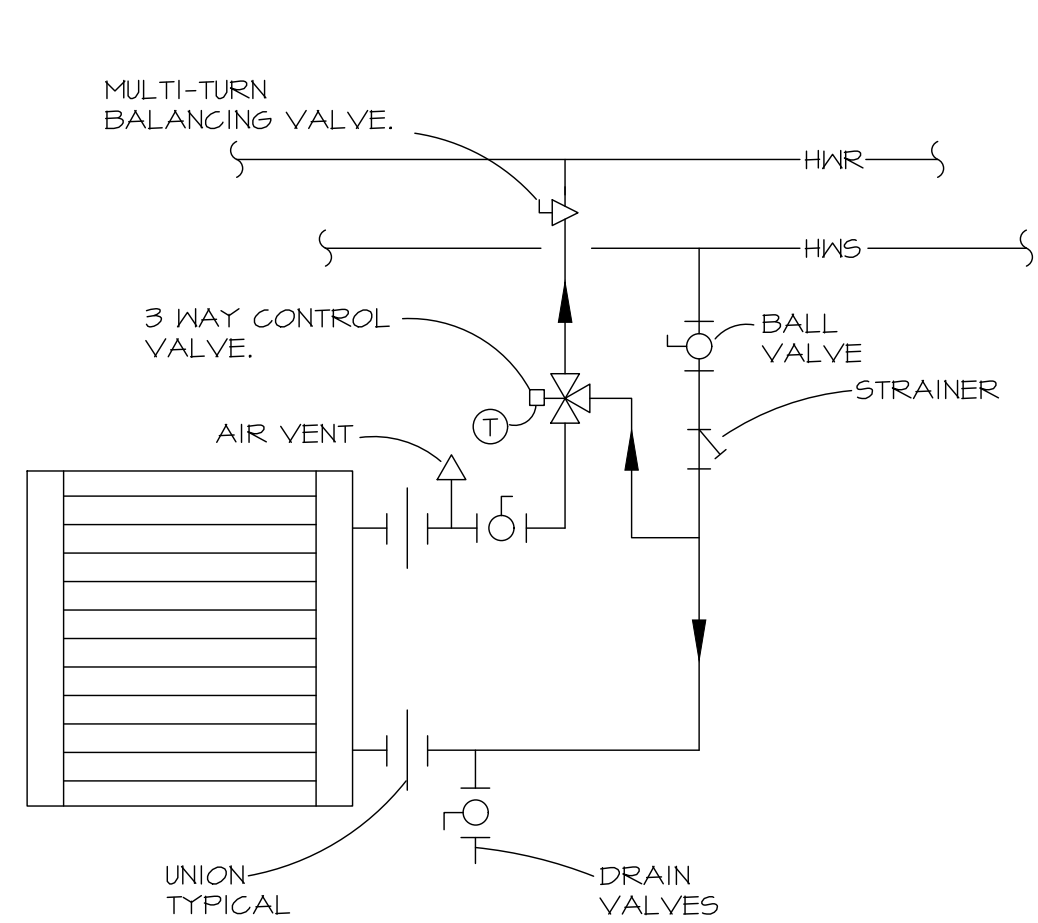 MULTI-TURN
BALANCING VALVE.
HWR
HWS
3 WAY CONTROL
VALVE.
BALL
VALVE
STRAINER
T
AIR VENT
UNION
TYPICAL
DRAIN
VALVES